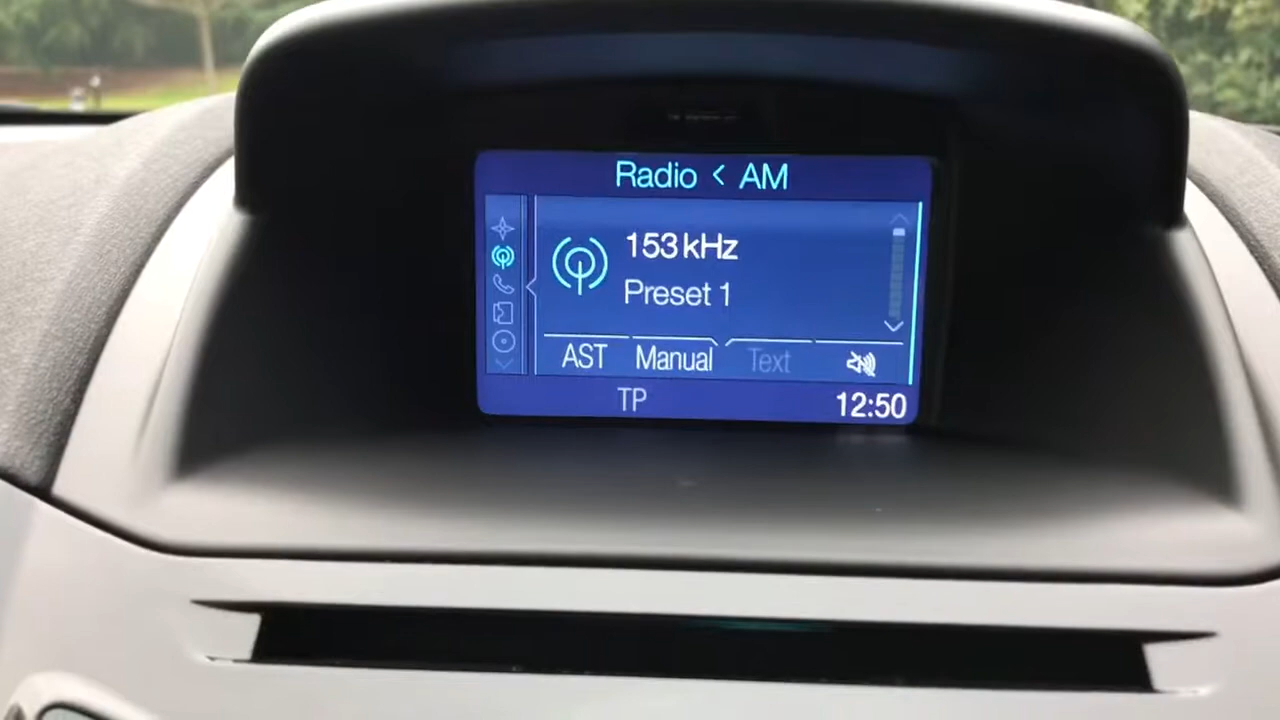 Radio < AM
153 kHz
Preset 1
AST Manual Text
TP 12:50